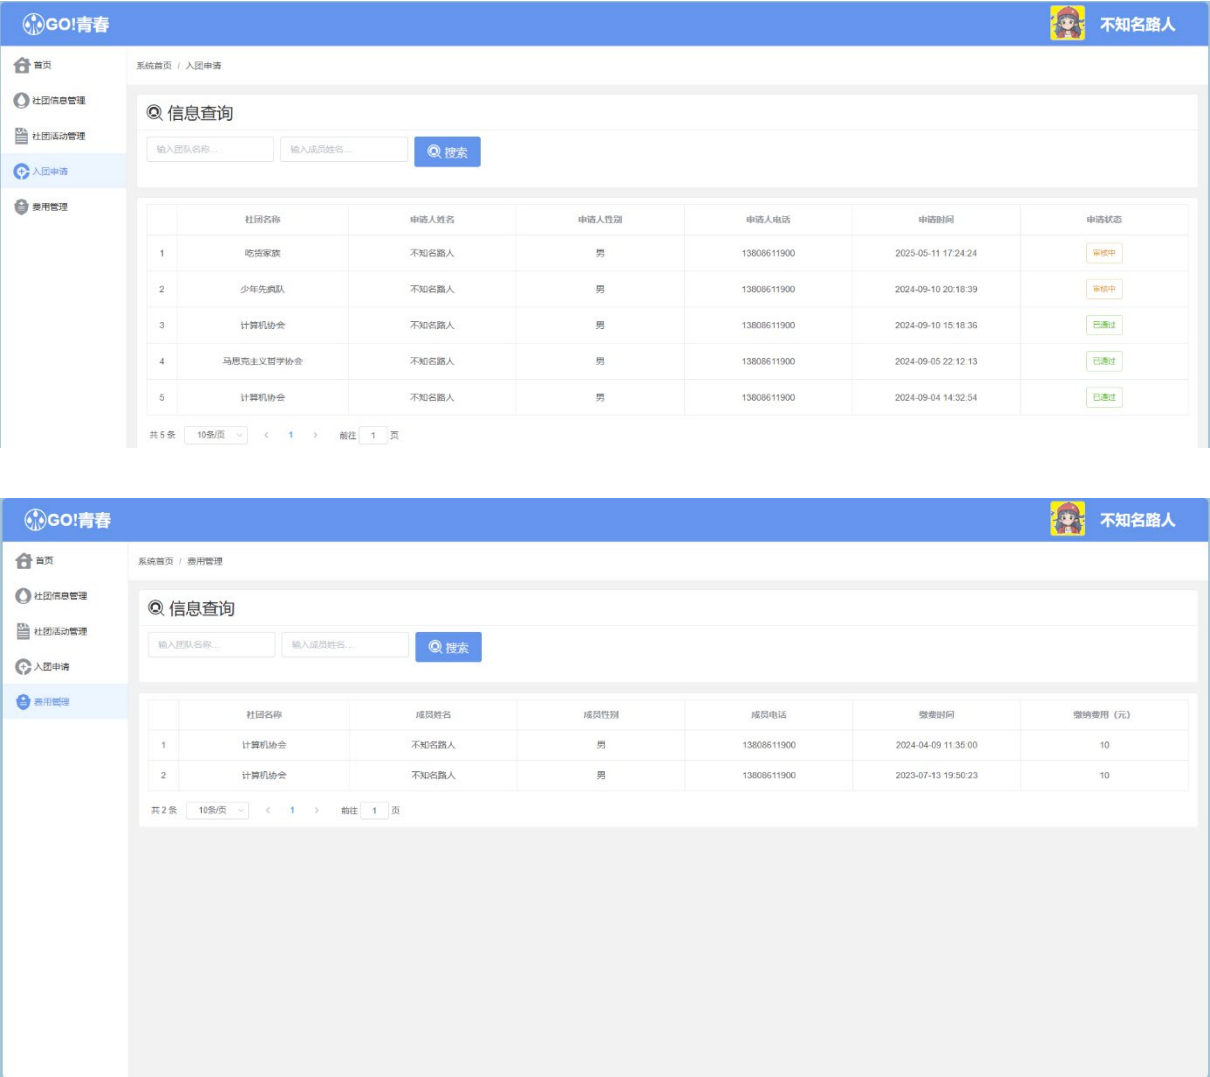 GO!青春 不知名路人
首页 系统首页 / 入团申请
社团信息管理
信息查询
社团活动管理
输入团队名称... 输入成员姓名... 搜索
入团申请
费用管理
社团名称 申请人姓名 申请人性别 申请人电话 申请时间 申请状态
1 吃货家族 不知名路人 男 13808611900 2025-05-11 17:24:24 审核中
2 少年先疯队 不知名路人 男 13808611900 2024-09-10 20:18:39 审核中
3 计算机协会 不知名路人 男 13808611900 2024-09-10 15:18:36 已通过
4 马思克主义哲学协会 不知名路人 男 13808611900 2024-09-05 22:12:13 已通过
5 计算机协会 不知名路人 男 13808611900 2024-09-04 14:32:54 已通过
共 5 条 10条/页 < 1 > 前往 1 页
GO!青春 不知名路人
首页 系统首页 / 费用管理
社团信息管理
信息查询
社团活动管理
输入团队名称... 输入成员姓名... 搜索
入团申请
费用管理
社团名称 成员姓名 成员性别 成员电话 缴费时间 缴纳费用（元）
1 计算机协会 不知名路人 男 13808611900 2024-04-09 11:35:00 10
2 计算机协会 不知名路人 男 13808611900 2023-07-13 19:50:23 10
共 2 条 10条/页 < 1 > 前往 1 页